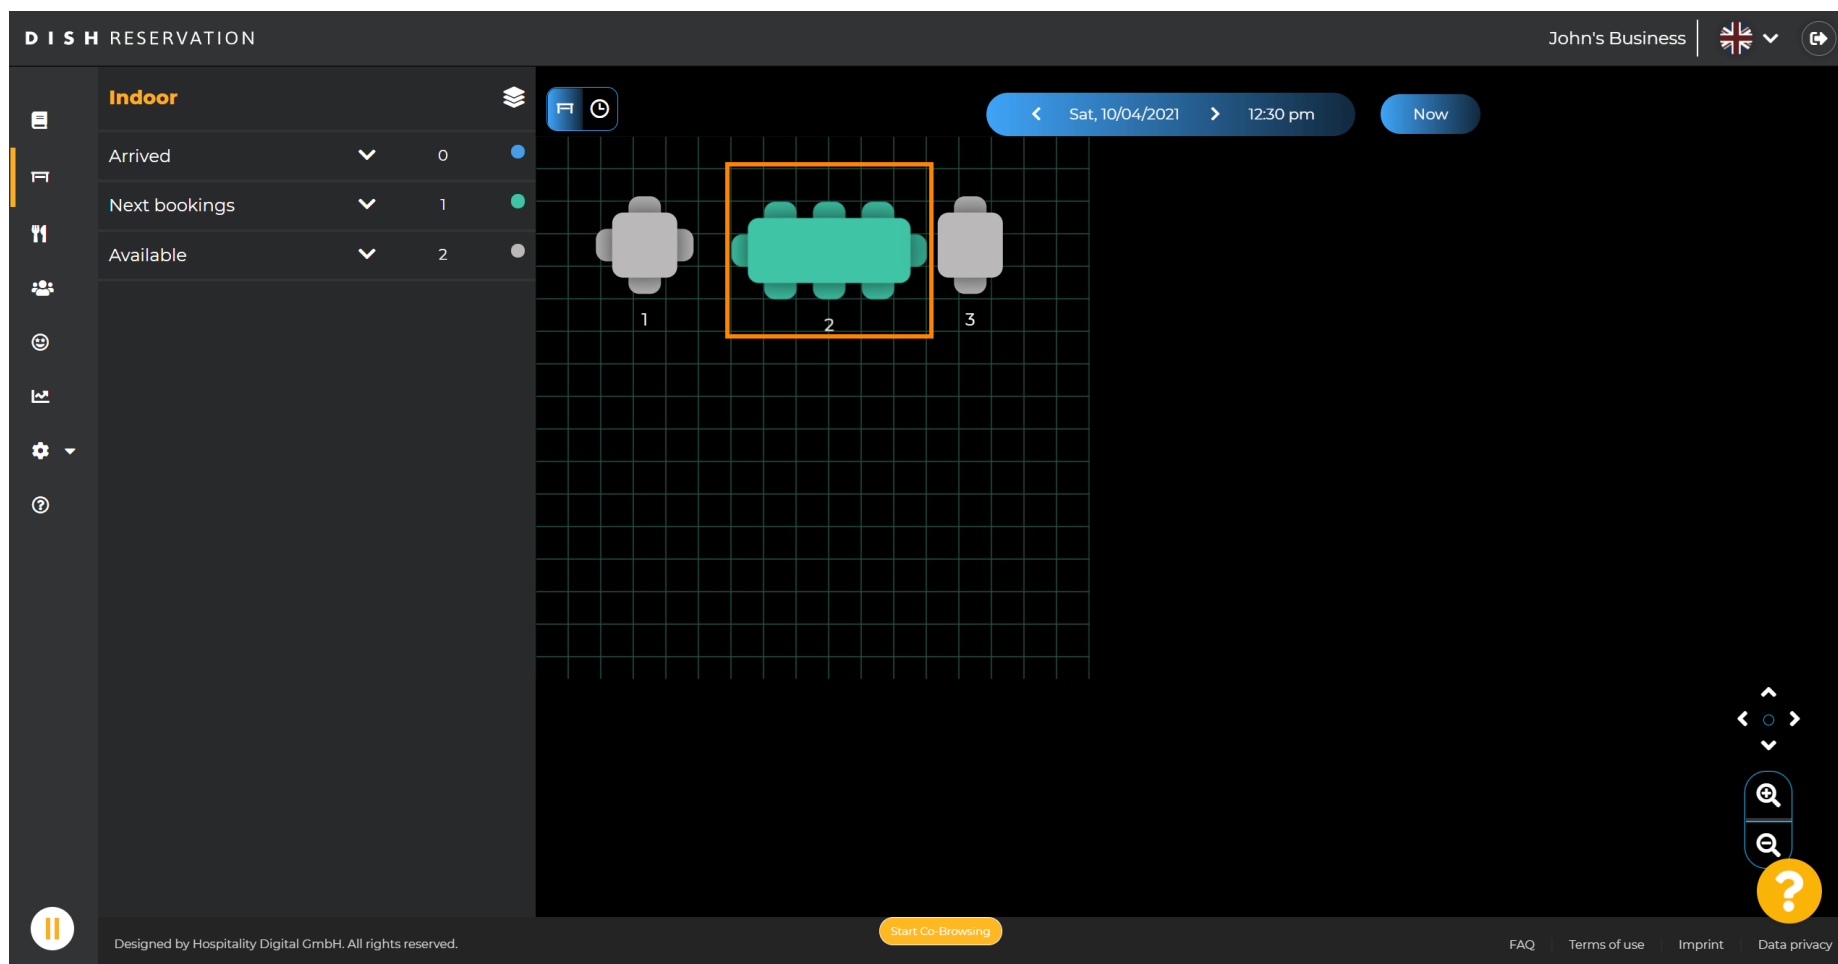 DISH RESERVATION
John's Business
Indoor
Sat, 10/04/2021 12:30 pm
Now
Arrived 0
Next bookings 1
Available 2
1
2
3
?
Start Co-Browsing
Designed by Hospitality Digital GmbH. All rights reserved.
FAQ Terms of use Imprint Data privacy